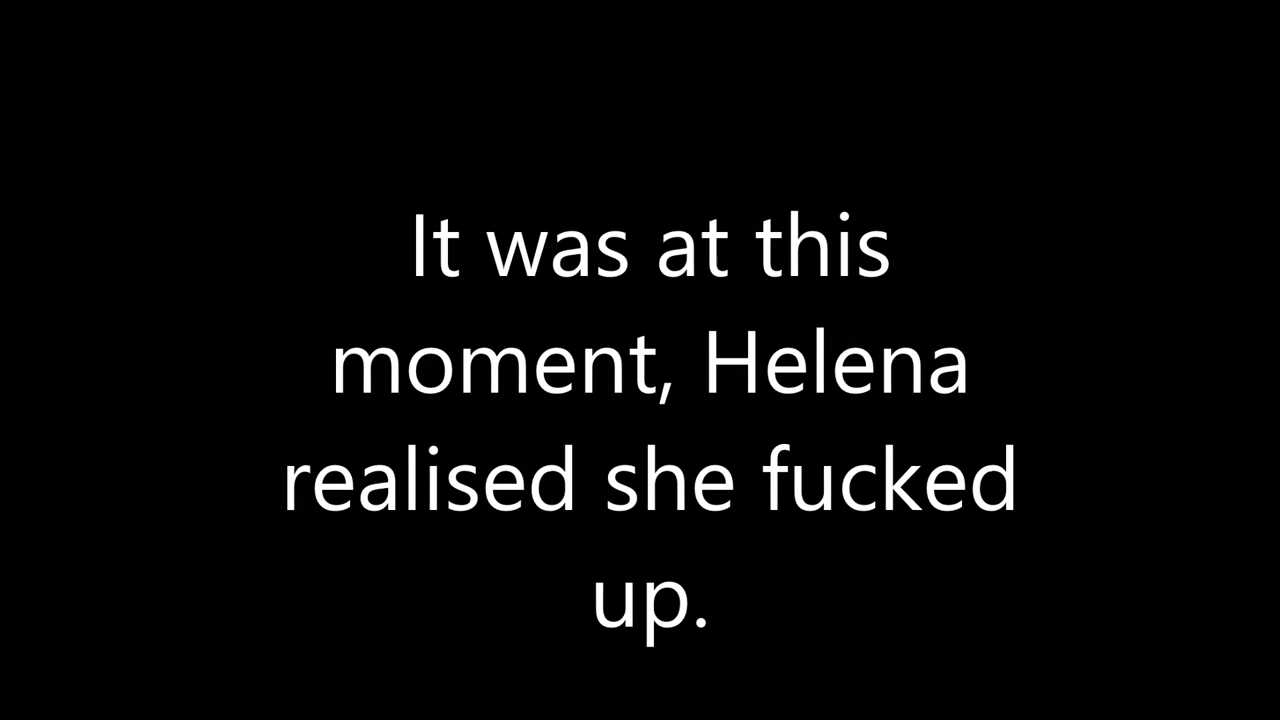 It was at this
moment, Helena
realised she fucked
up.